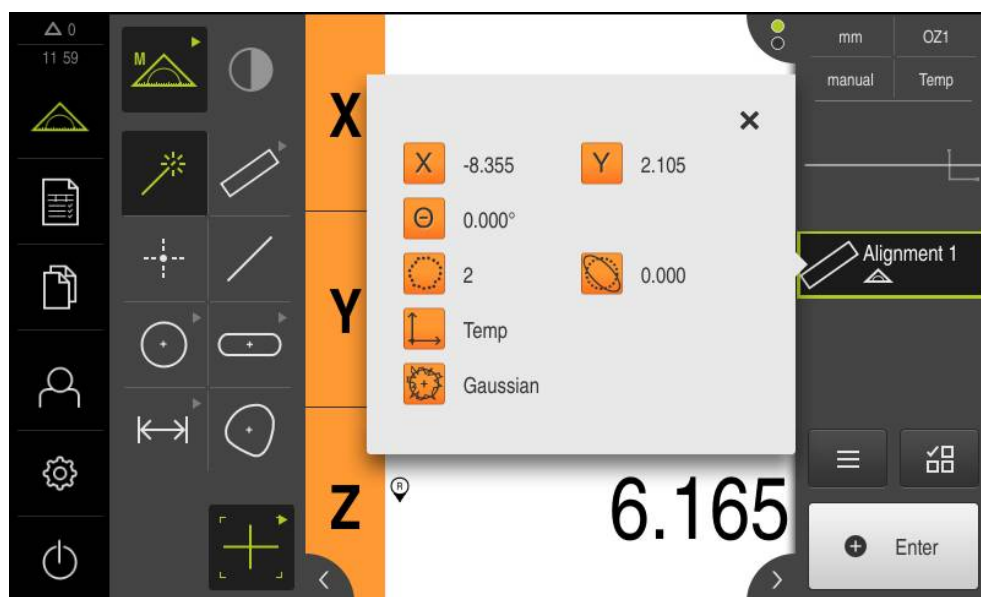 0
11 59
M
X
Y
Z
X -8.355 Y 2.105
Θ 0.000°
2 0.000
Temp
Gaussian
R
6.165
mm OZ1
manual Temp
Alignment 1
Enter